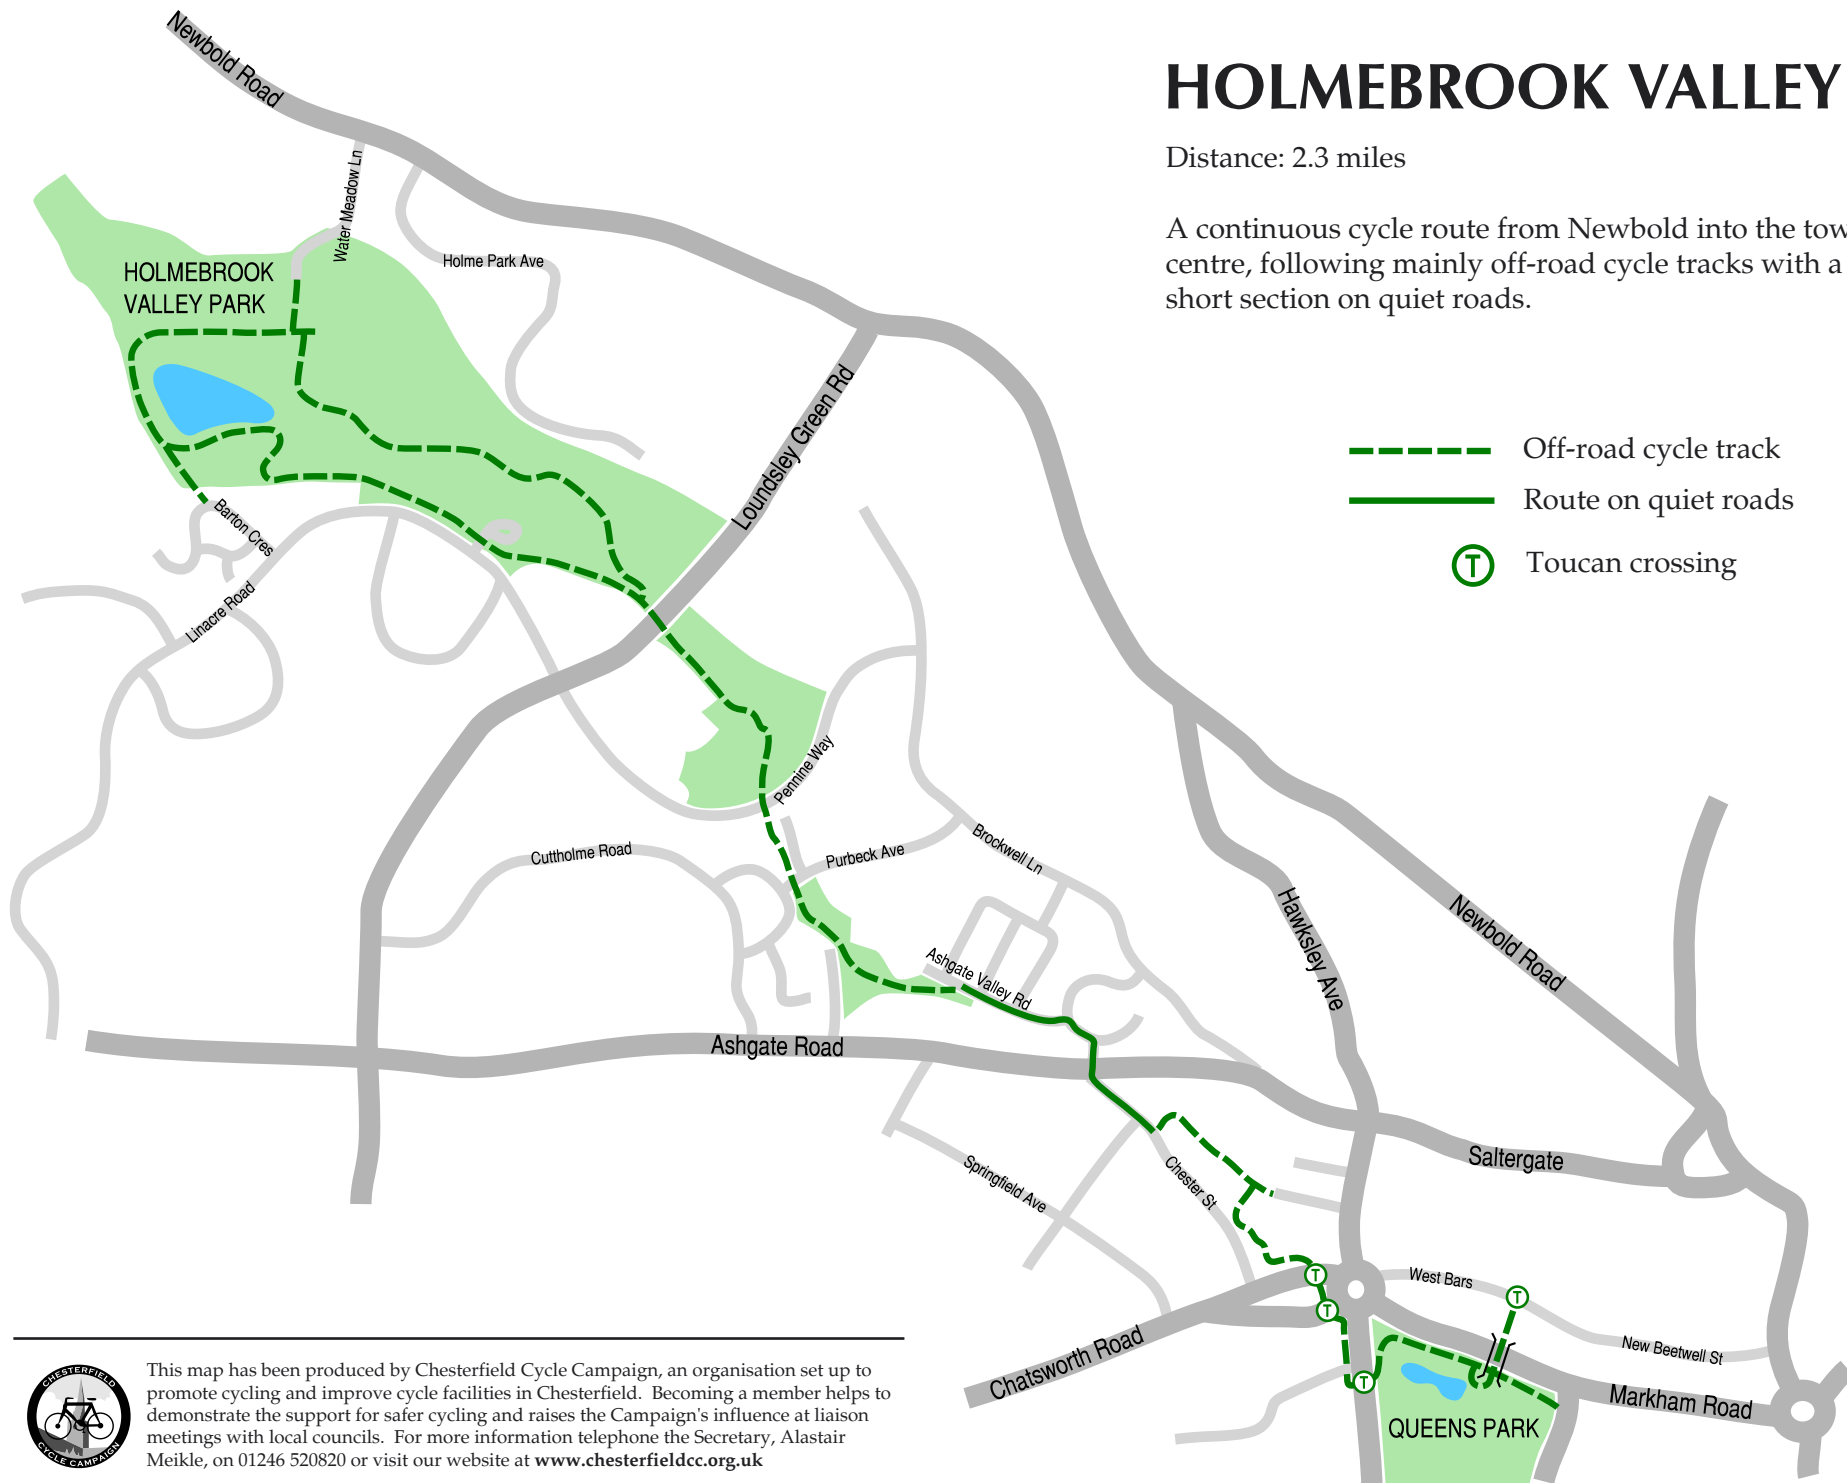 Newbold Road
HOLMEBROOK VALLEY
Distance: 2.3 miles
A continuous cycle route from Newbold into the tow
centre, following mainly off-road cycle tracks with a
short section on quiet roads.
Water Meadow Ln
Holme Park Ave
HOLMEBROOK
VALLEY PARK
Loundsley Green Rd
Off-road cycle track
Route on quiet roads
T
Toucan crossing
Barton Cres
Linacre Road
Pennine Way
Cuttholme Road
Purbeck Ave
Brockwell Ln
Hawksley Ave
Newbold Road
Ashgate Valley Rd
Ashgate Road
Saltergate
Springfield Ave
Chester St
T
T
T
T
West Bars
New Beetwell St
Chatsworth Road
Markham Road
QUEENS PARK
CHESTERFIELD
CYCLE CAMPAIGN
This map has been produced by Chesterfield Cycle Campaign, an organisation set up to
promote cycling and improve cycle facilities in Chesterfield. Becoming a member helps to
demonstrate the support for safer cycling and raises the Campaign's influence at liaison
meetings with local councils. For more information telephone the Secretary, Alastair
Meikle, on 01246 520820 or visit our website at www.chesterfieldcc.org.uk